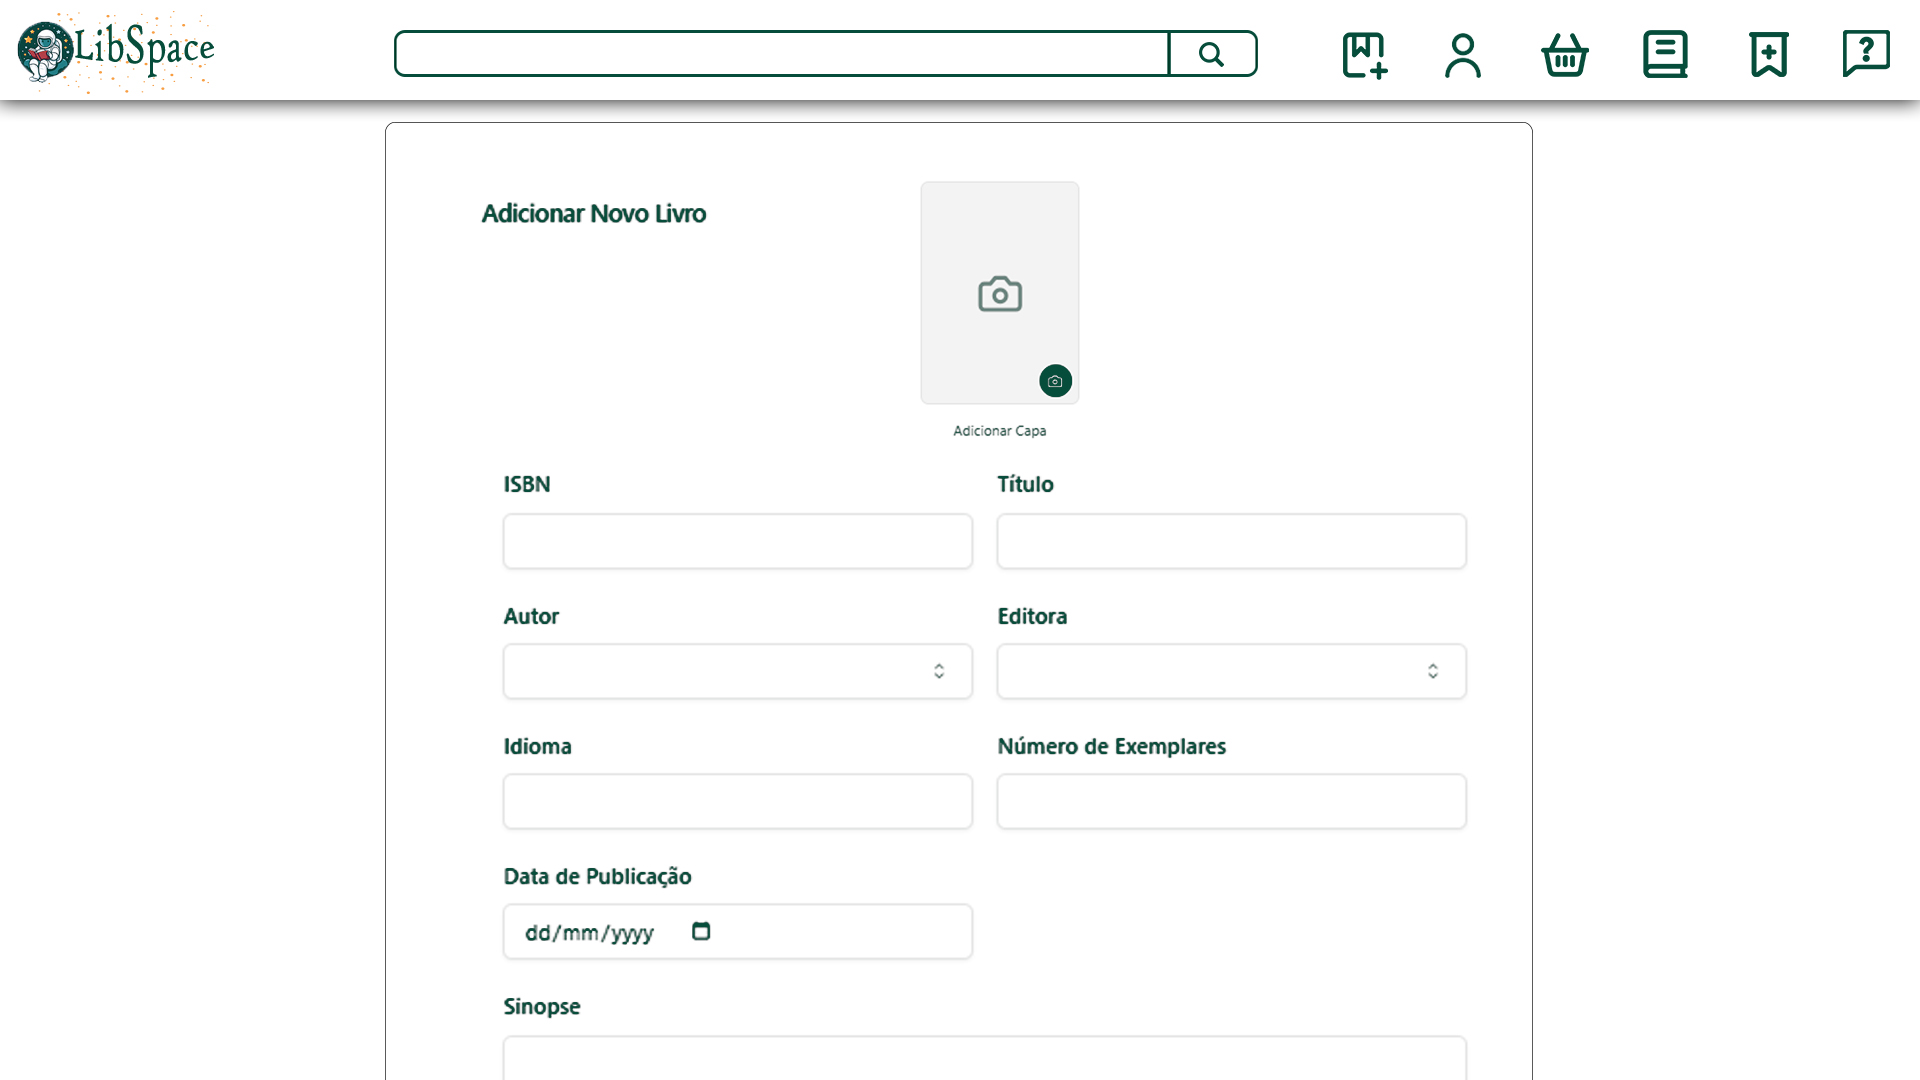 LibSpace
Adicionar Novo Livro
Adicionar Capa
ISBN
Título
Autor
Editora
Idioma
Número de Exemplares
Data de Publicação
dd/mm/yyyy
Sinopse